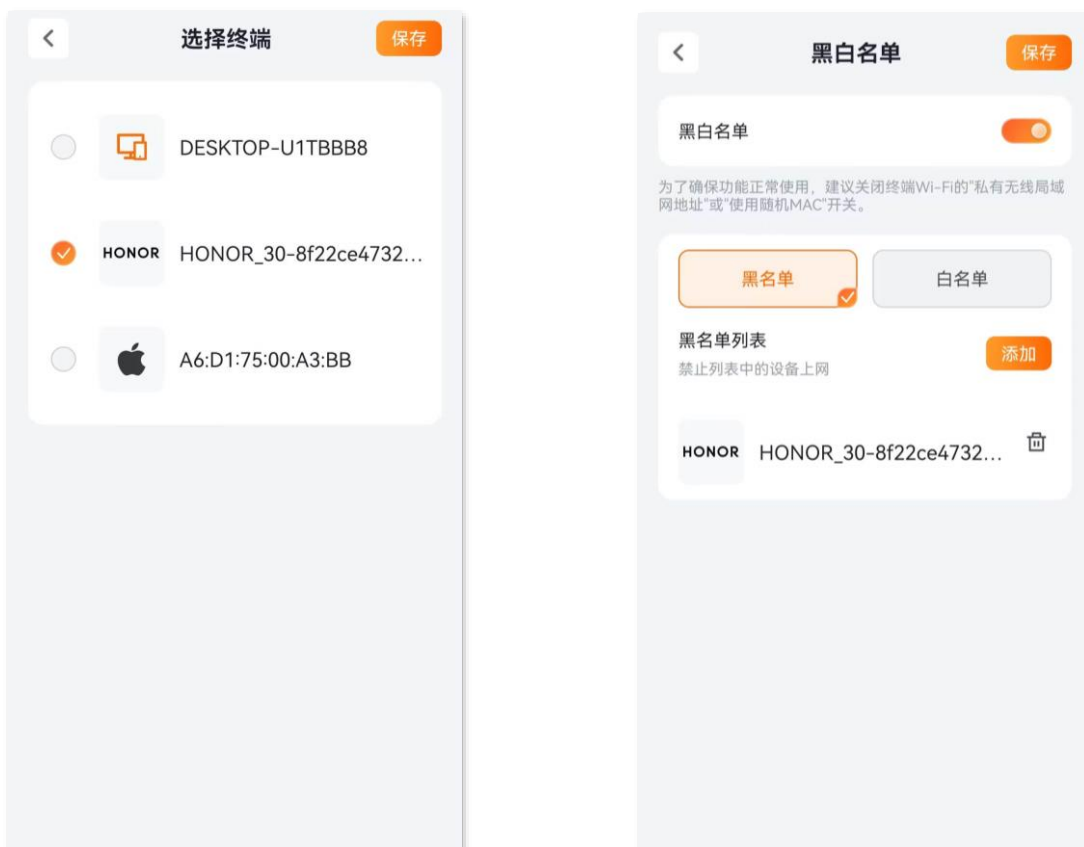 选择终端
保存
DESKTOP-U1TBBB8
HONOR
HONOR_30-8f22ce4732...
A6:D1:75:00:A3:BB
黑白名单
保存
黑白名单
为了确保功能正常使用，建议关闭终端Wi-Fi的"私有无线局域
网地址"或"使用随机MAC"开关。
黑名单
白名单
黑名单列表
添加
禁止列表中的设备上网
HONOR
HONOR_30-8f22ce4732...